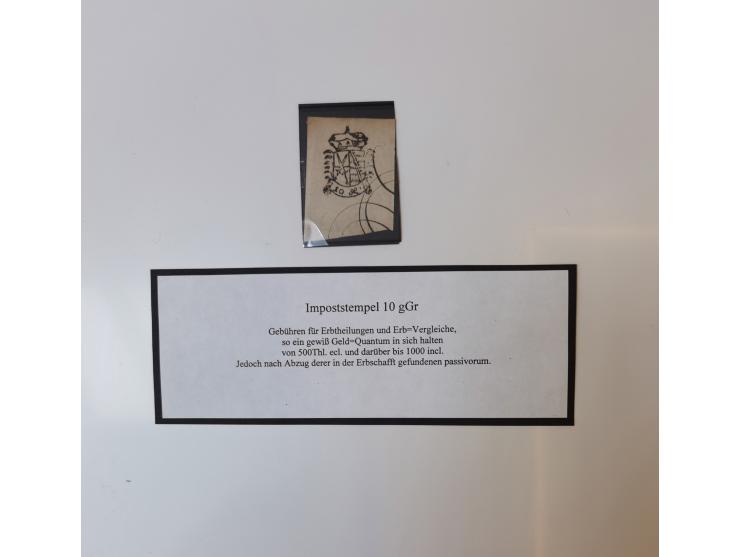 Impoststempel 10 gGr
Gebühren für Erbtheilungen und Erb=Vergleiche,
so ein gewiß Geld=Quantum in sich halten
von 500Thl. ecl. und darüber bis 1000 incl.
Jedoch nach Abzug derer in der Erbschafft gefundenen passivorum.